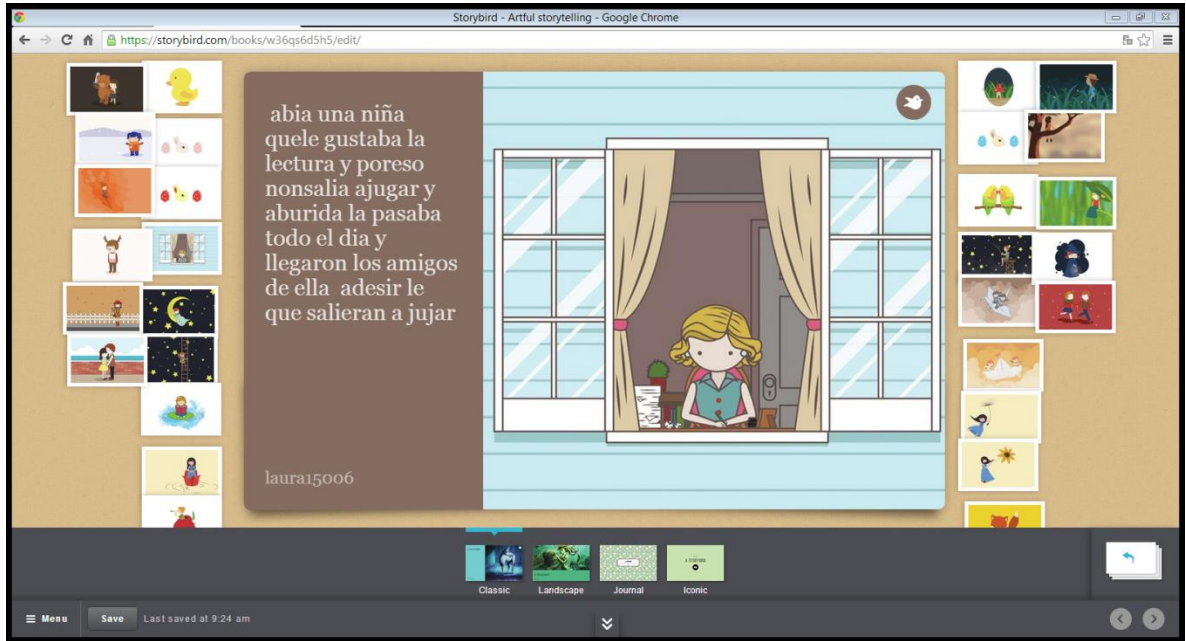 Storybird - Artful storytelling - Google Chrome
https://storybird.com/books/w36qs6d5h5/edit/
abia una niña
quele gustaba la
lectura y poreso
nonsalia ajugar y
aburida la pasaba
todo el dia y
llegaron los amigos
de ella  adesir le
que salieran a jujar
laura15006
Classic Landscape Journal Iconic
Menu Save Last saved at 9:24 am